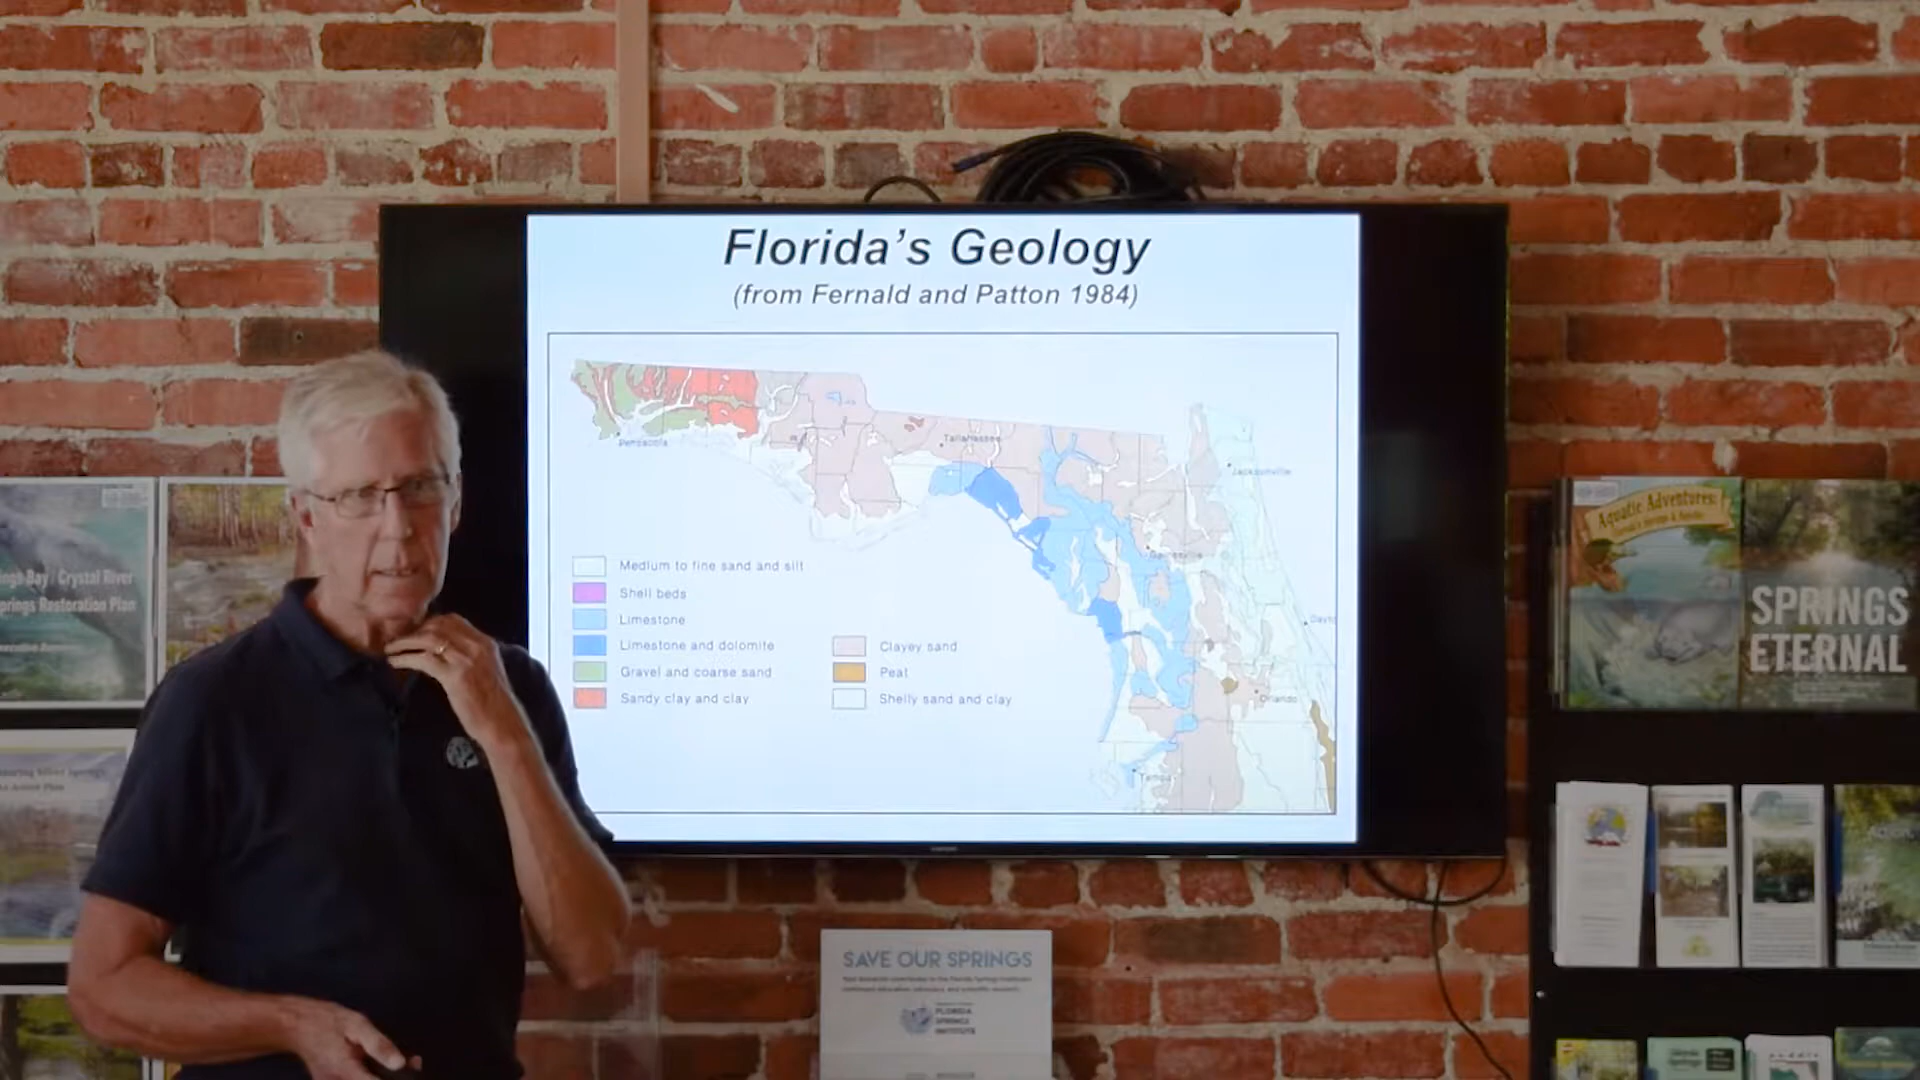 Florida's Geology
(from Fernald and Patton 1984)
Pensacola
Tallahassee
Jacksonville
Gainesville
Orlando
Tampa
Medium to fine sand and silt
Shell beds
Limestone
Limestone and dolomite
Gravel and coarse sand
Sandy clay and clay
Clayey sand
Peat
Shelly sand and clay
Bay / Crystal River
Springs Restoration Plan
Aquatic Adventures:
SPRINGS
ETERNAL
SAVE OUR SPRINGS
FLORIDA
SPRINGS
INSTITUTE